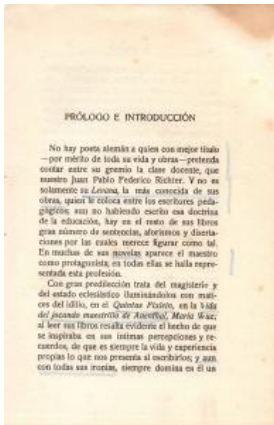 PRÓLOGO E INTRODUCCIÓN
No hay poeta alemán a quien con mejor título
—por mérito de toda su vida y obras—pretenda
contar entre su gremio la clase docente, que
nuestro Juan Pablo Federico Richter. Y no es
solamente su Levana, la más conocida de sus
obras, quien le coloca entre los escritores peda-
gógicos; aun no habiendo escrito esa doctrina
de la educación, hay en el resto de sus libros
gran número de sentencias, aforismos y diserta-
ciones por las cuales merece figurar como tal.
En muchas de sus novelas aparece el maestro
como protagonista; en todas ellas se halla repre-
sentada esta profesión.
Con gran predilección trata del magisterio y
del estado eclesiástico iluminándolos con mati-
ces del idilio, en el Quintus Fixlein, en la Vida
del jocundo maestrillo de Auenthal, María Wuz;
al leer sus libros resalta evidente el hecho de que
se inspiraba en sus íntimas percepciones y re-
cuerdos, de que es siempre la vida y experiencia
propias lo que nos presenta al escribirlos; y aun
con todas sus ironías, siempre domina en él un